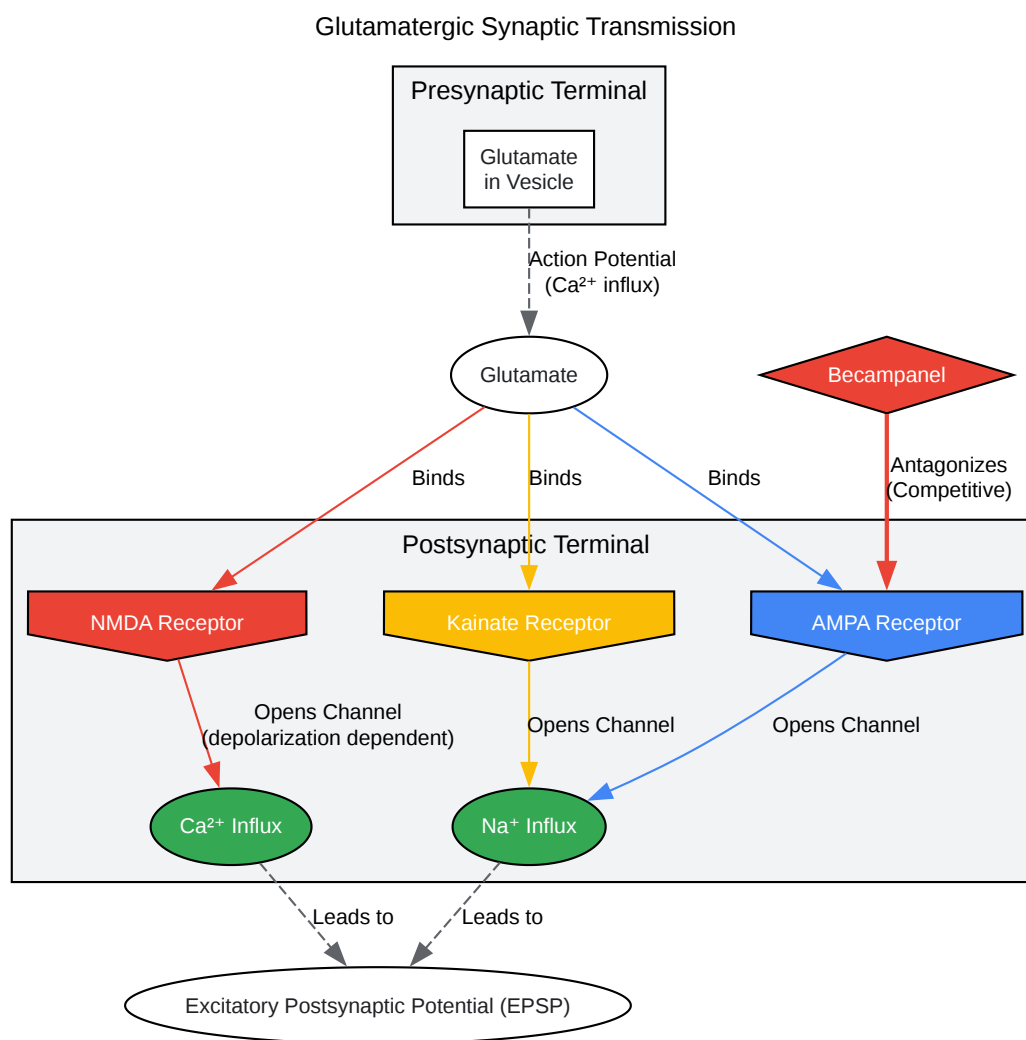 Glutamatergic Synaptic Transmission
Presynaptic Terminal
Glutamate
in Vesicle
Action Potential
(Ca²⁺ influx)
Glutamate
Becampanel
Binds
Binds
Binds
Antagonizes
(Competitive)
Postsynaptic Terminal
NMDA Receptor
Kainate Receptor
AMPA Receptor
Opens Channel
(depolarization dependent)
Opens Channel
Opens Channel
Ca²⁺ Influx
Na⁺ Influx
Leads to
Leads to
Excitatory Postsynaptic Potential (EPSP)